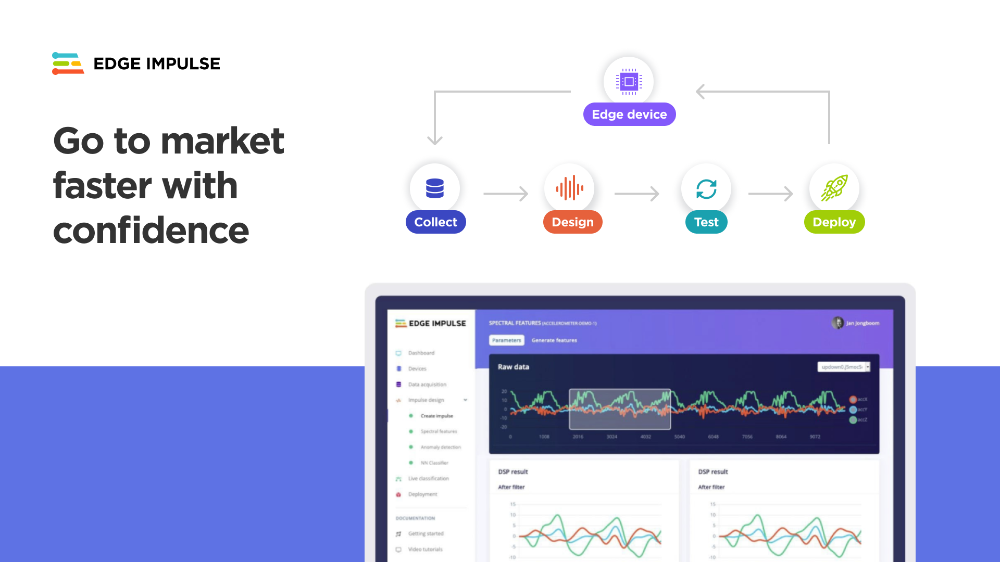 EDGE IMPULSE
Go to market
faster with
confidence
Edge device
Collect
Design
Test
Deploy
EDGE IMPULSE
Dashboard
Devices
Data acquisition
Impulse design
Create impulse
Spectral features
Anomaly detection
NN Classifier
Live classification
Deployment
DOCUMENTATION
Getting started
Video tutorials
SPECTRAL FEATURES (ACCELEROMETER-DEMO-1)
Jan Jongboom
Parameters
Generate features
Raw data
20
10
0
-10
-20
0 1008 2016 3024 4032 5040 6048 7056 8064 9072
accX
accY
accZ
DSP result
After filter
15
10
5
0
-5
-10
DSP result
After filter
15
10
5
0
-5
-10